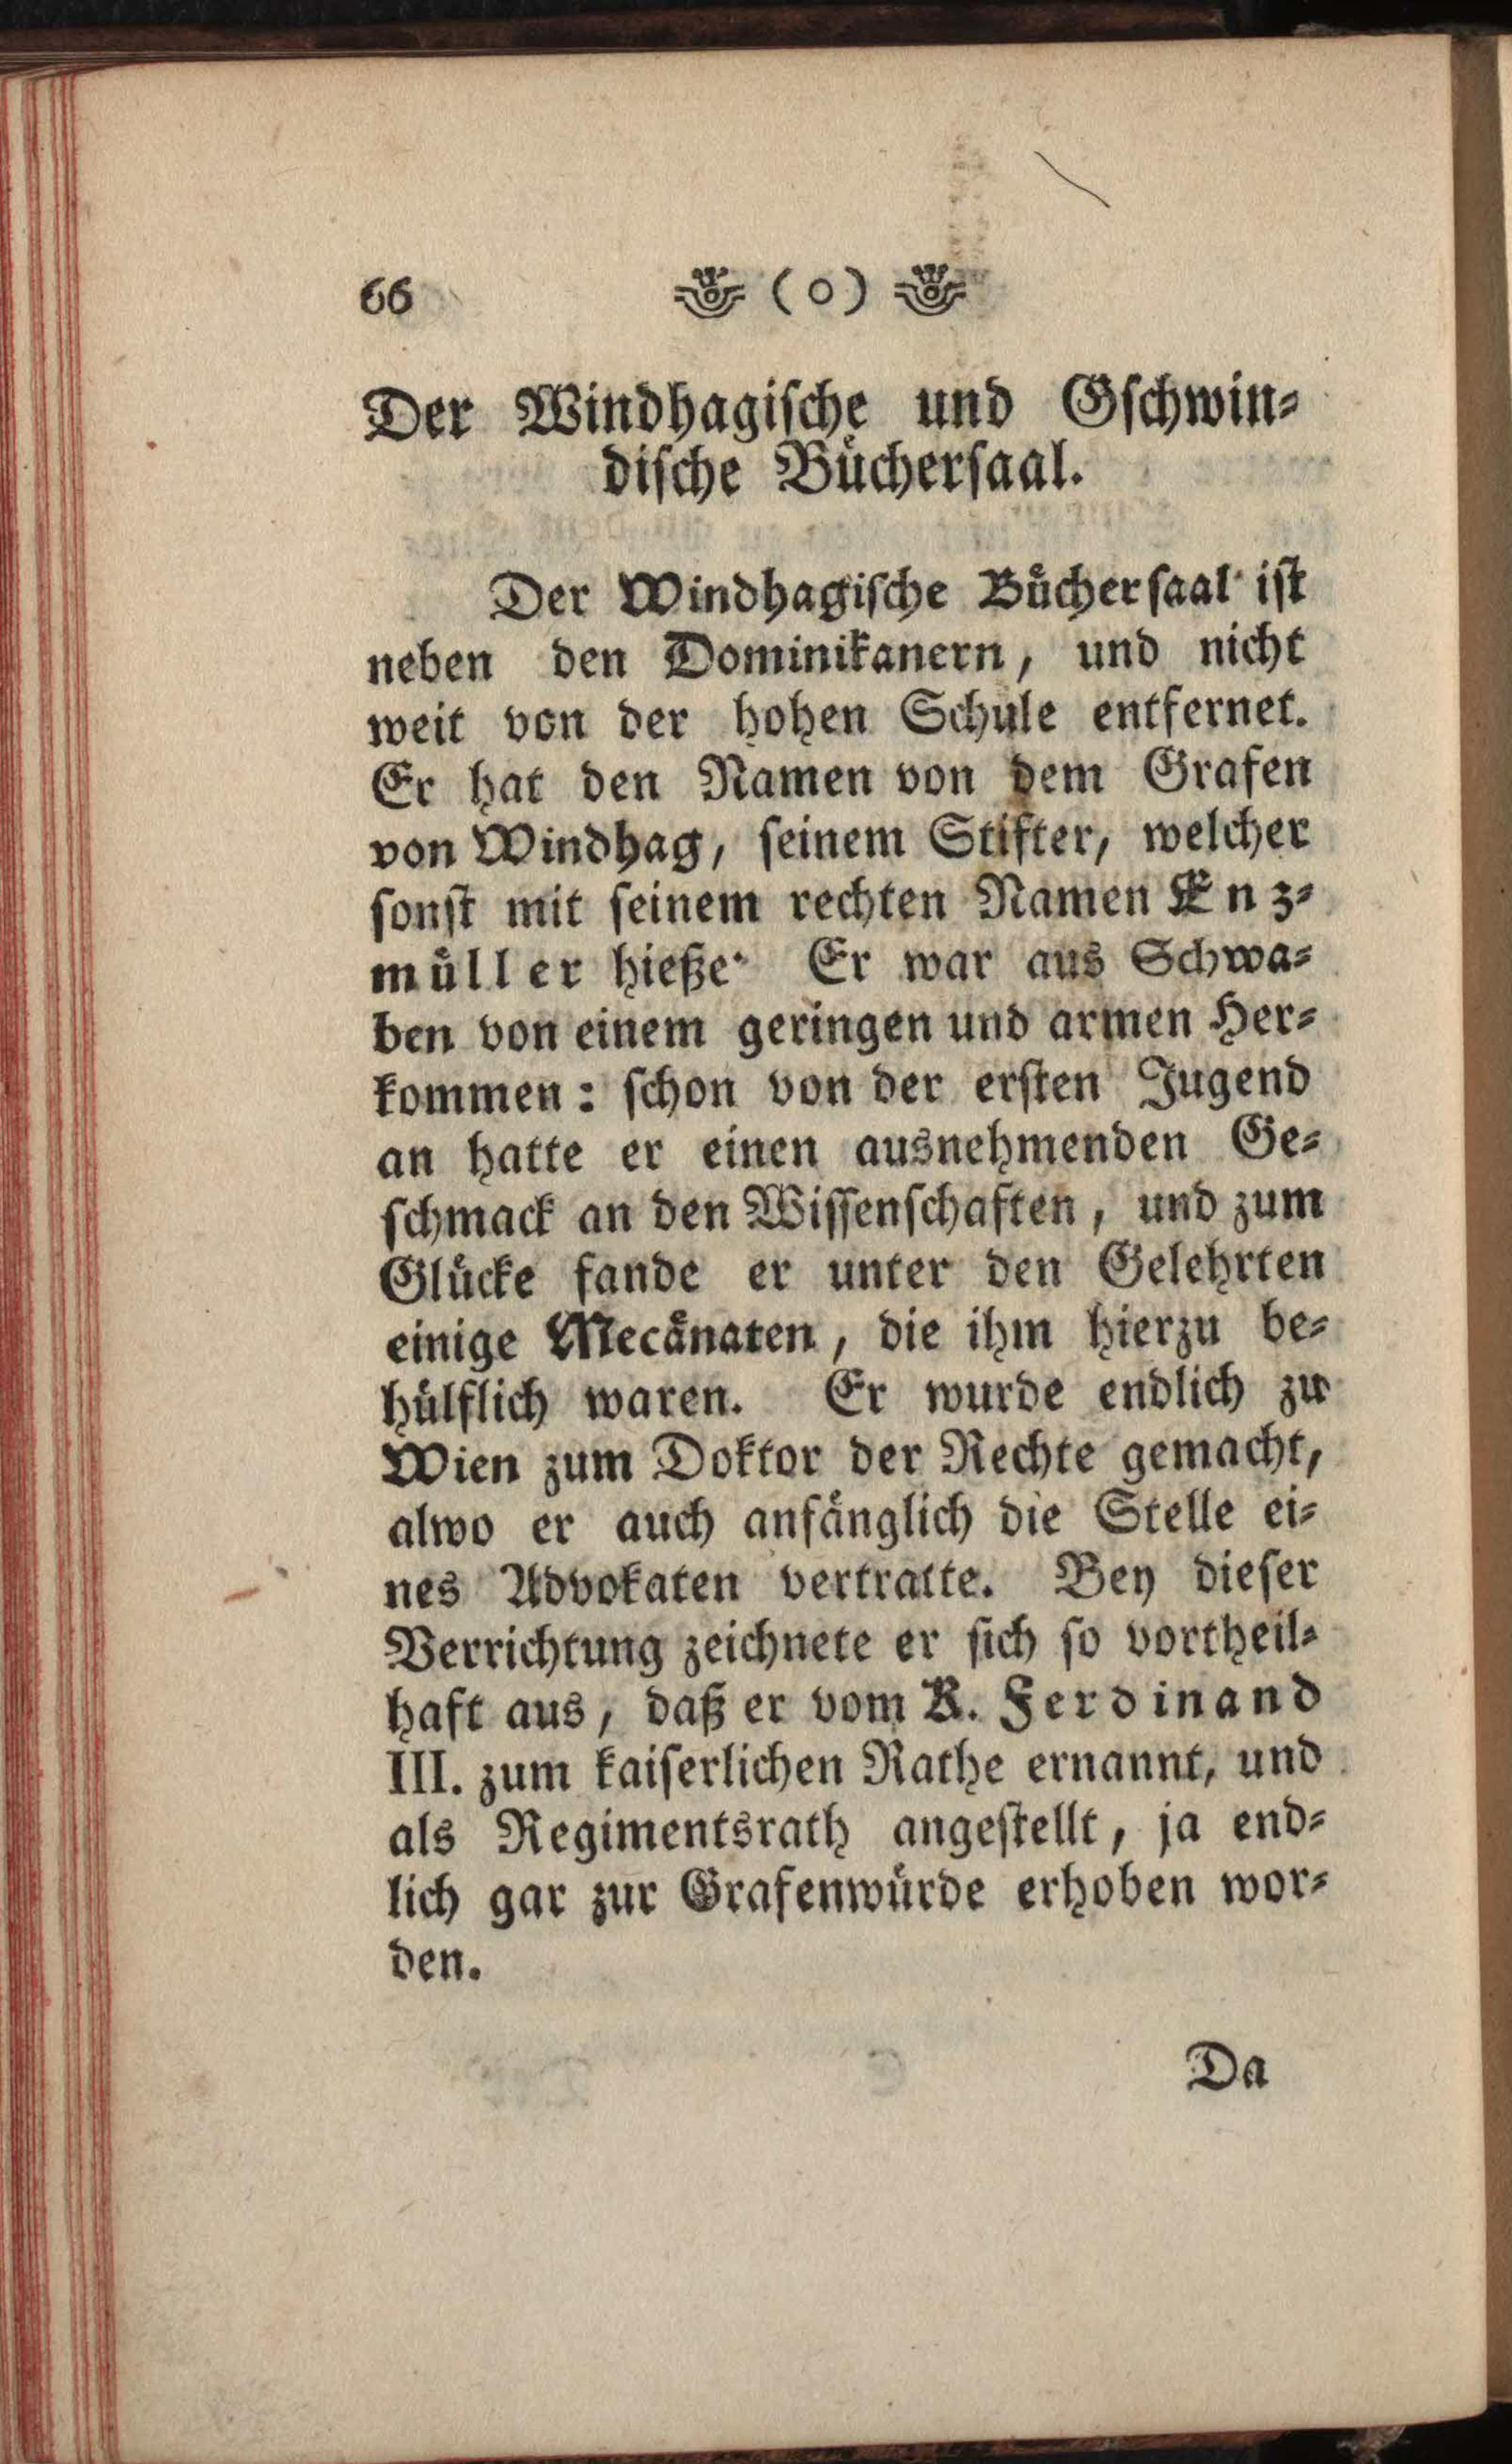 66 (o)
Der Windhagische und Gschwin-
dische Büchersaal.
Der Windhagische Büchersaal ist
neben den Dominikanern, und nicht
weit von der hohen Schule entfernet.
Er hat den Namen von dem Grafen
von Windhag, seinem Stifter, welcher
sonst mit seinem rechten Namen Enz-
müller hieße. Er war aus Schwa-
ben von einem geringen und armen Her-
kommen: schon von der ersten Jugend
an hatte er einen ausnehmenden Ge-
schmack an den Wissenschaften, und zum
Glücke fande er unter den Gelehrten
einige Mecänaten, die ihm hierzu be-
hülflich waren. Er wurde endlich zu
Wien zum Doktor der Rechte gemacht,
alwo er auch anfänglich die Stelle ei-
nes Advokaten vertratte. Bey dieser
Verrichtung zeichnete er sich so vortheil-
haft aus, daß er vom K. Ferdinand
III. zum kaiserlichen Rathe ernannt, und
als Regimentsrath angestellt, ja end-
lich gar zur Grafenwürde erhoben wor-
den.
Da